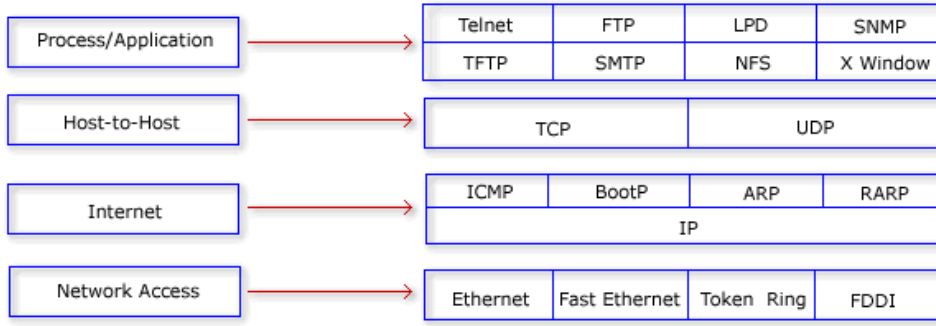 Process/Application
Telnet FTP LPD SNMP
TFTP SMTP NFS X Window
Host-to-Host
TCP UDP
Internet
ICMP BootP ARP RARP
IP
Network Access
Ethernet Fast Ethernet Token Ring FDDI